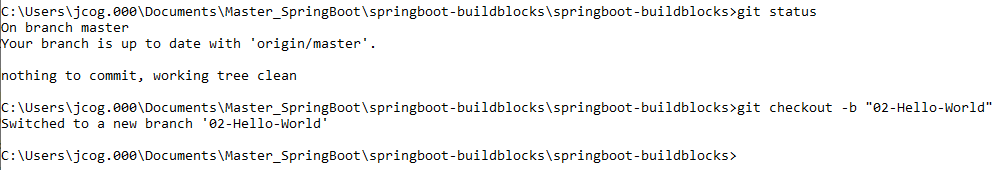 C:\Users\jcog.000\Documents\Master_SpringBoot\springboot-buildblocks\springboot-buildblocks>git status
On branch master
Your branch is up to date with 'origin/master'.
nothing to commit, working tree clean
C:\Users\jcog.000\Documents\Master_SpringBoot\springboot-buildblocks\springboot-buildblocks>git checkout -b "02-Hello-World"
Switched to a new branch '02-Hello-World'
C:\Users\jcog.000\Documents\Master_SpringBoot\springboot-buildblocks\springboot-buildblocks>